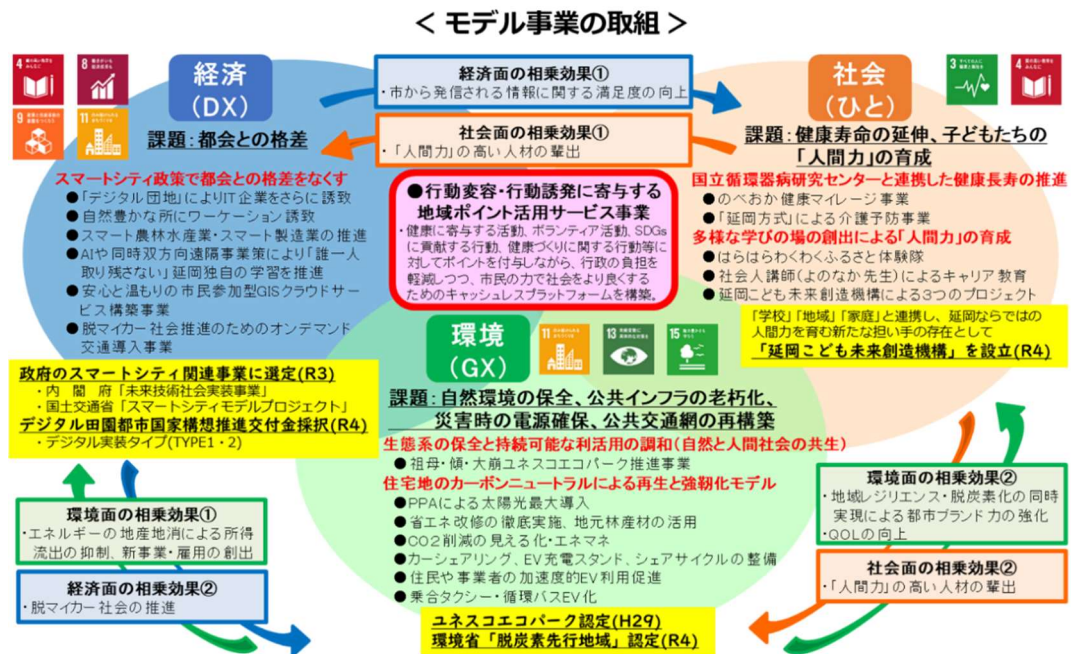 ＜ モデル事業の取組 ＞
経済
(DX)
課題：都会との格差
スマートシティ政策で都会との格差をなくす
●「デジタル団地」によりIT企業をさらに誘致
●自然豊かな所にワーケーション誘致
●スマート農林水産業・スマート製造業の推進
●AIや同時双方向遠隔事業策により「誰一人
取り残さない」延岡独自の学習を推進
●安心と温もりの市民参加型GISクラウドサー
ビス構築事業
●脱マイカー社会推進のためのオンデマンド
交通導入事業
政府のスマートシティ関連事業に選定(R3)
・内 閣 府「未来技術社会実装事業」
・国土交通省「スマートシティモデルプロジェクト」
デジタル田園都市国家構想推進交付金採択(R4)
・デジタル実装タイプ(TYPE1・2)
経済面の相乗効果①
・市から発信される情報に関する満足度の向上
社会面の相乗効果①
・「人間力」の高い人材の輩出
●行動変容・行動誘発に寄与する
地域ポイント活用サービス事業
・健康に寄与する活動、ボランティア活動、SDGs
に貢献する行動、健康づくりに関する行動等に
対してポイントを付与しながら、行政の負担を
軽減しつつ、市民の力で社会をより良くする
ためのキャッシュレスプラットフォームを構築。
社会
(ひと)
課題：健康寿命の延伸、子どもたちの
「人間力」の育成
国立循環器病研究センターと連携した健康長寿の推進
●のべおか健康マイレージ事業
●「延岡方式」による介護予防事業
多様な学びの場の創出による「人間力」の育成
●はらはらわくわくふるさと体験隊
●社会人講師(よのなか先生)によるキャリア教育
●延岡こども未来創造機構による3つのプロジェクト
「学校」「地域」「家庭」と連携し、延岡ならではの
人間力を育む新たな担い手の存在として
「延岡こども未来創造機構」を設立(R4)
環境
(GX)
課題：自然環境の保全、公共インフラの老朽化、
災害時の電源確保、公共交通網の再構築
生態系の保全と持続可能な利活用の調和(自然と人間社会の共生)
●祖母・傾・大崩ユネスコエコパーク推進事業
住宅地のカーボンニュートラルによる再生と強靱化モデル
●PPAによる太陽光最大導入
●省エネ改修の徹底実施、地元林産材の活用
●CO2削減の見える化・エネマネ
●カーシェアリング、EV充電スタンド、シェアサイクルの整備
●住民や事業者の加速度的EV利用促進
●乗合タクシー・循環バスEV化
ユネスコエコパーク認定(H29)
環境省「脱炭素先行地域」認定(R4)
環境面の相乗効果①
・エネルギーの地産地消による所得
流出の抑制、新事業・雇用の創出
経済面の相乗効果②
・脱マイカー社会の推進
環境面の相乗効果②
・地域レジリエンス・脱炭素化の同時
実現による都市ブランド力の強化
・QOLの向上
社会面の相乗効果②
・「人間力」の高い人材の輩出
4
8
9
11
3
4
11
13
15